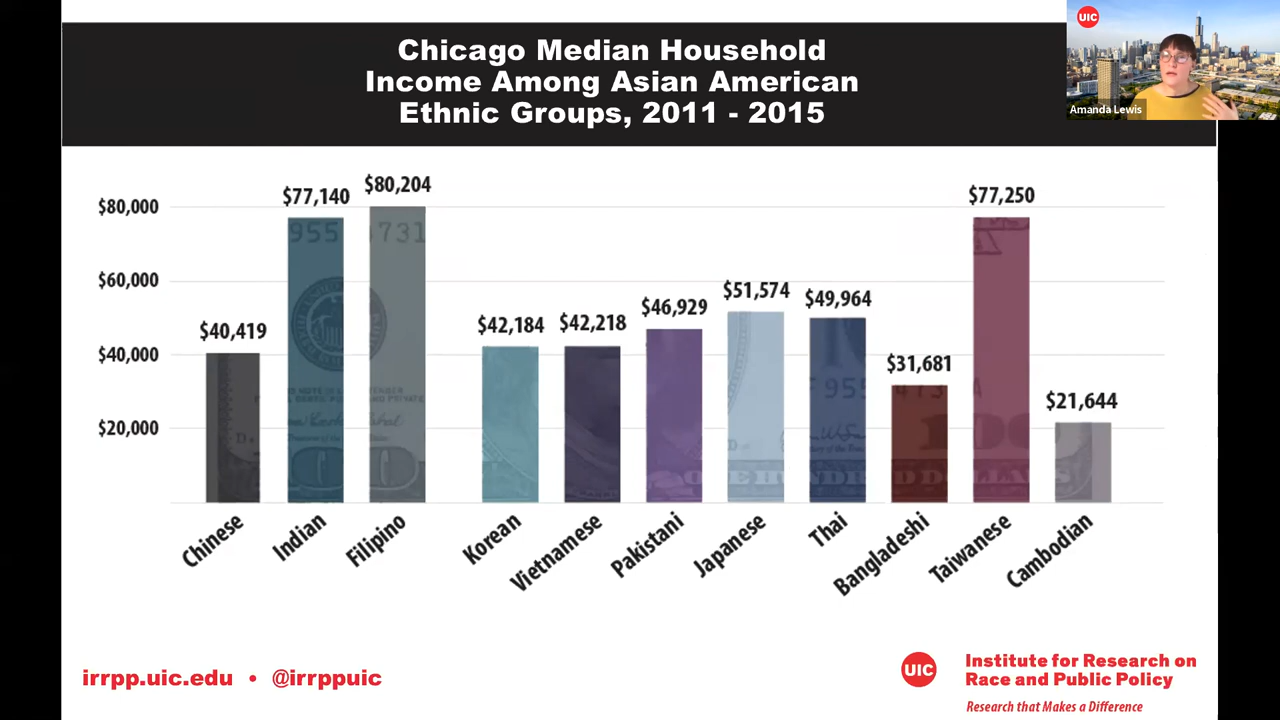 Chicago Median Household
Income Among Asian American
Ethnic Groups, 2011 - 2015
UIC
Amanda Lewis
$80,000
$60,000
$40,000
$20,000
$40,419
$77,140
$80,204
$42,184
$42,218
$46,929
$51,574
$49,964
$31,681
$77,250
$21,644
Chinese
Indian
Filipino
Korean
Vietnamese
Pakistani
Japanese
Thai
Bangladeshi
Taiwanese
Cambodian
irrpp.uic.edu • @irrppuic
UIC
Institute for Research on
Race and Public Policy
Research that Makes a Difference